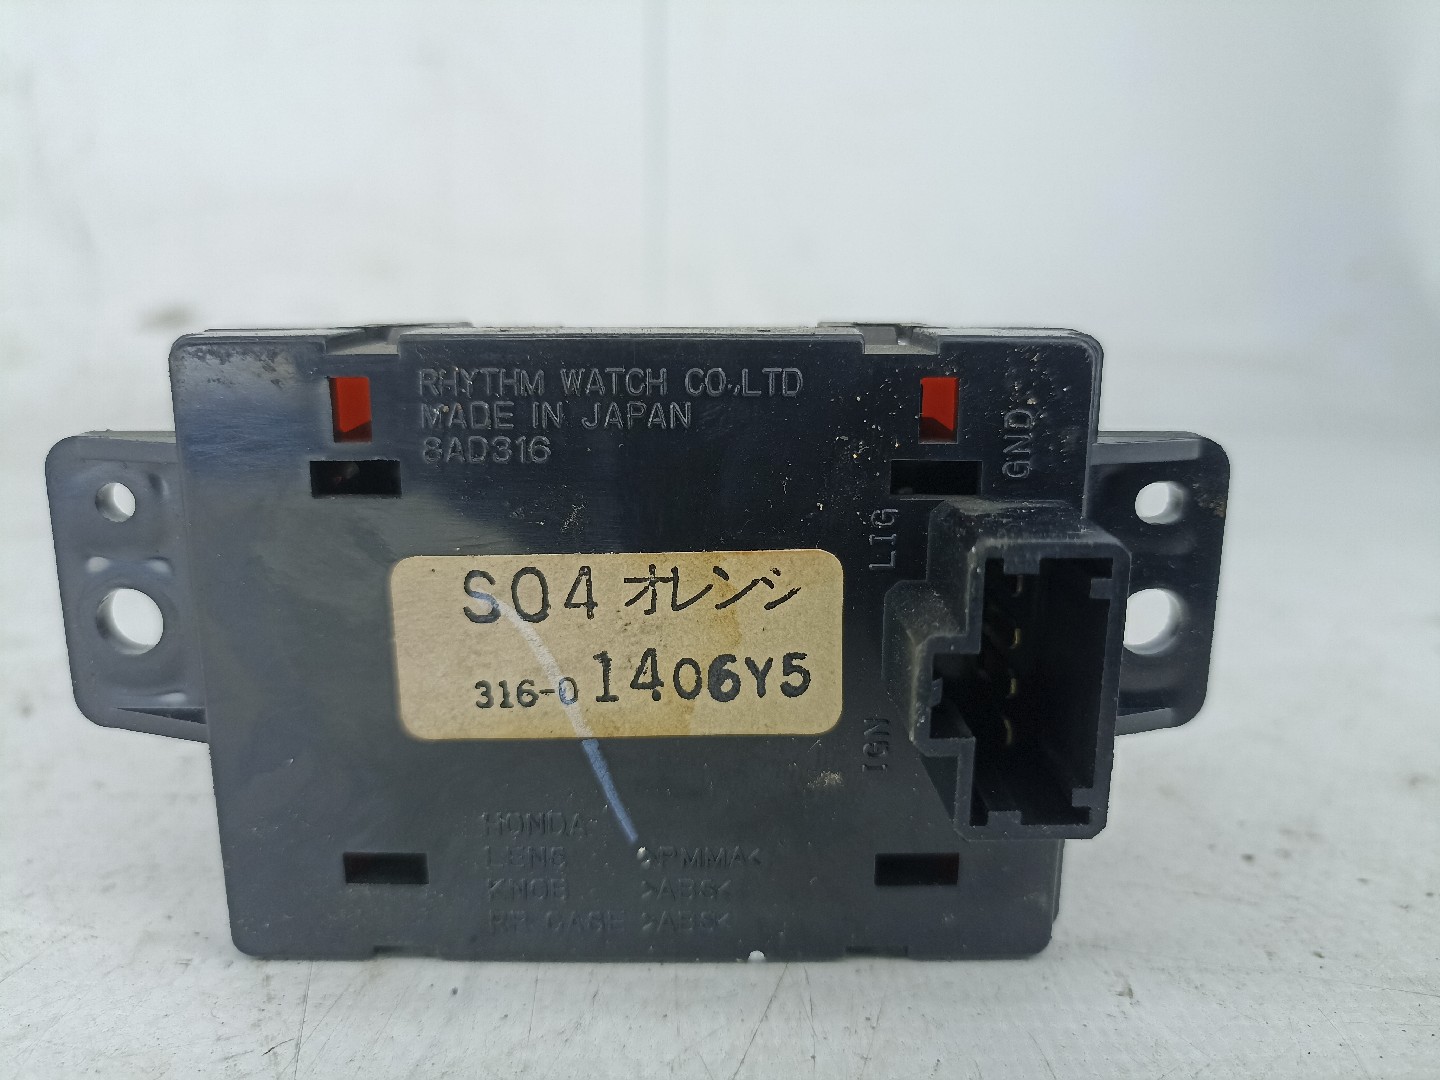 RHYTHM WATCH CO.,LTD
MADE IN JAPAN
8AD316
GND
LIG
IGN
S04 オレンジ
316-0 1406Y5
HONDA
LENS >PMMA<
KNOB >ABS<
RR CASE >ABS<